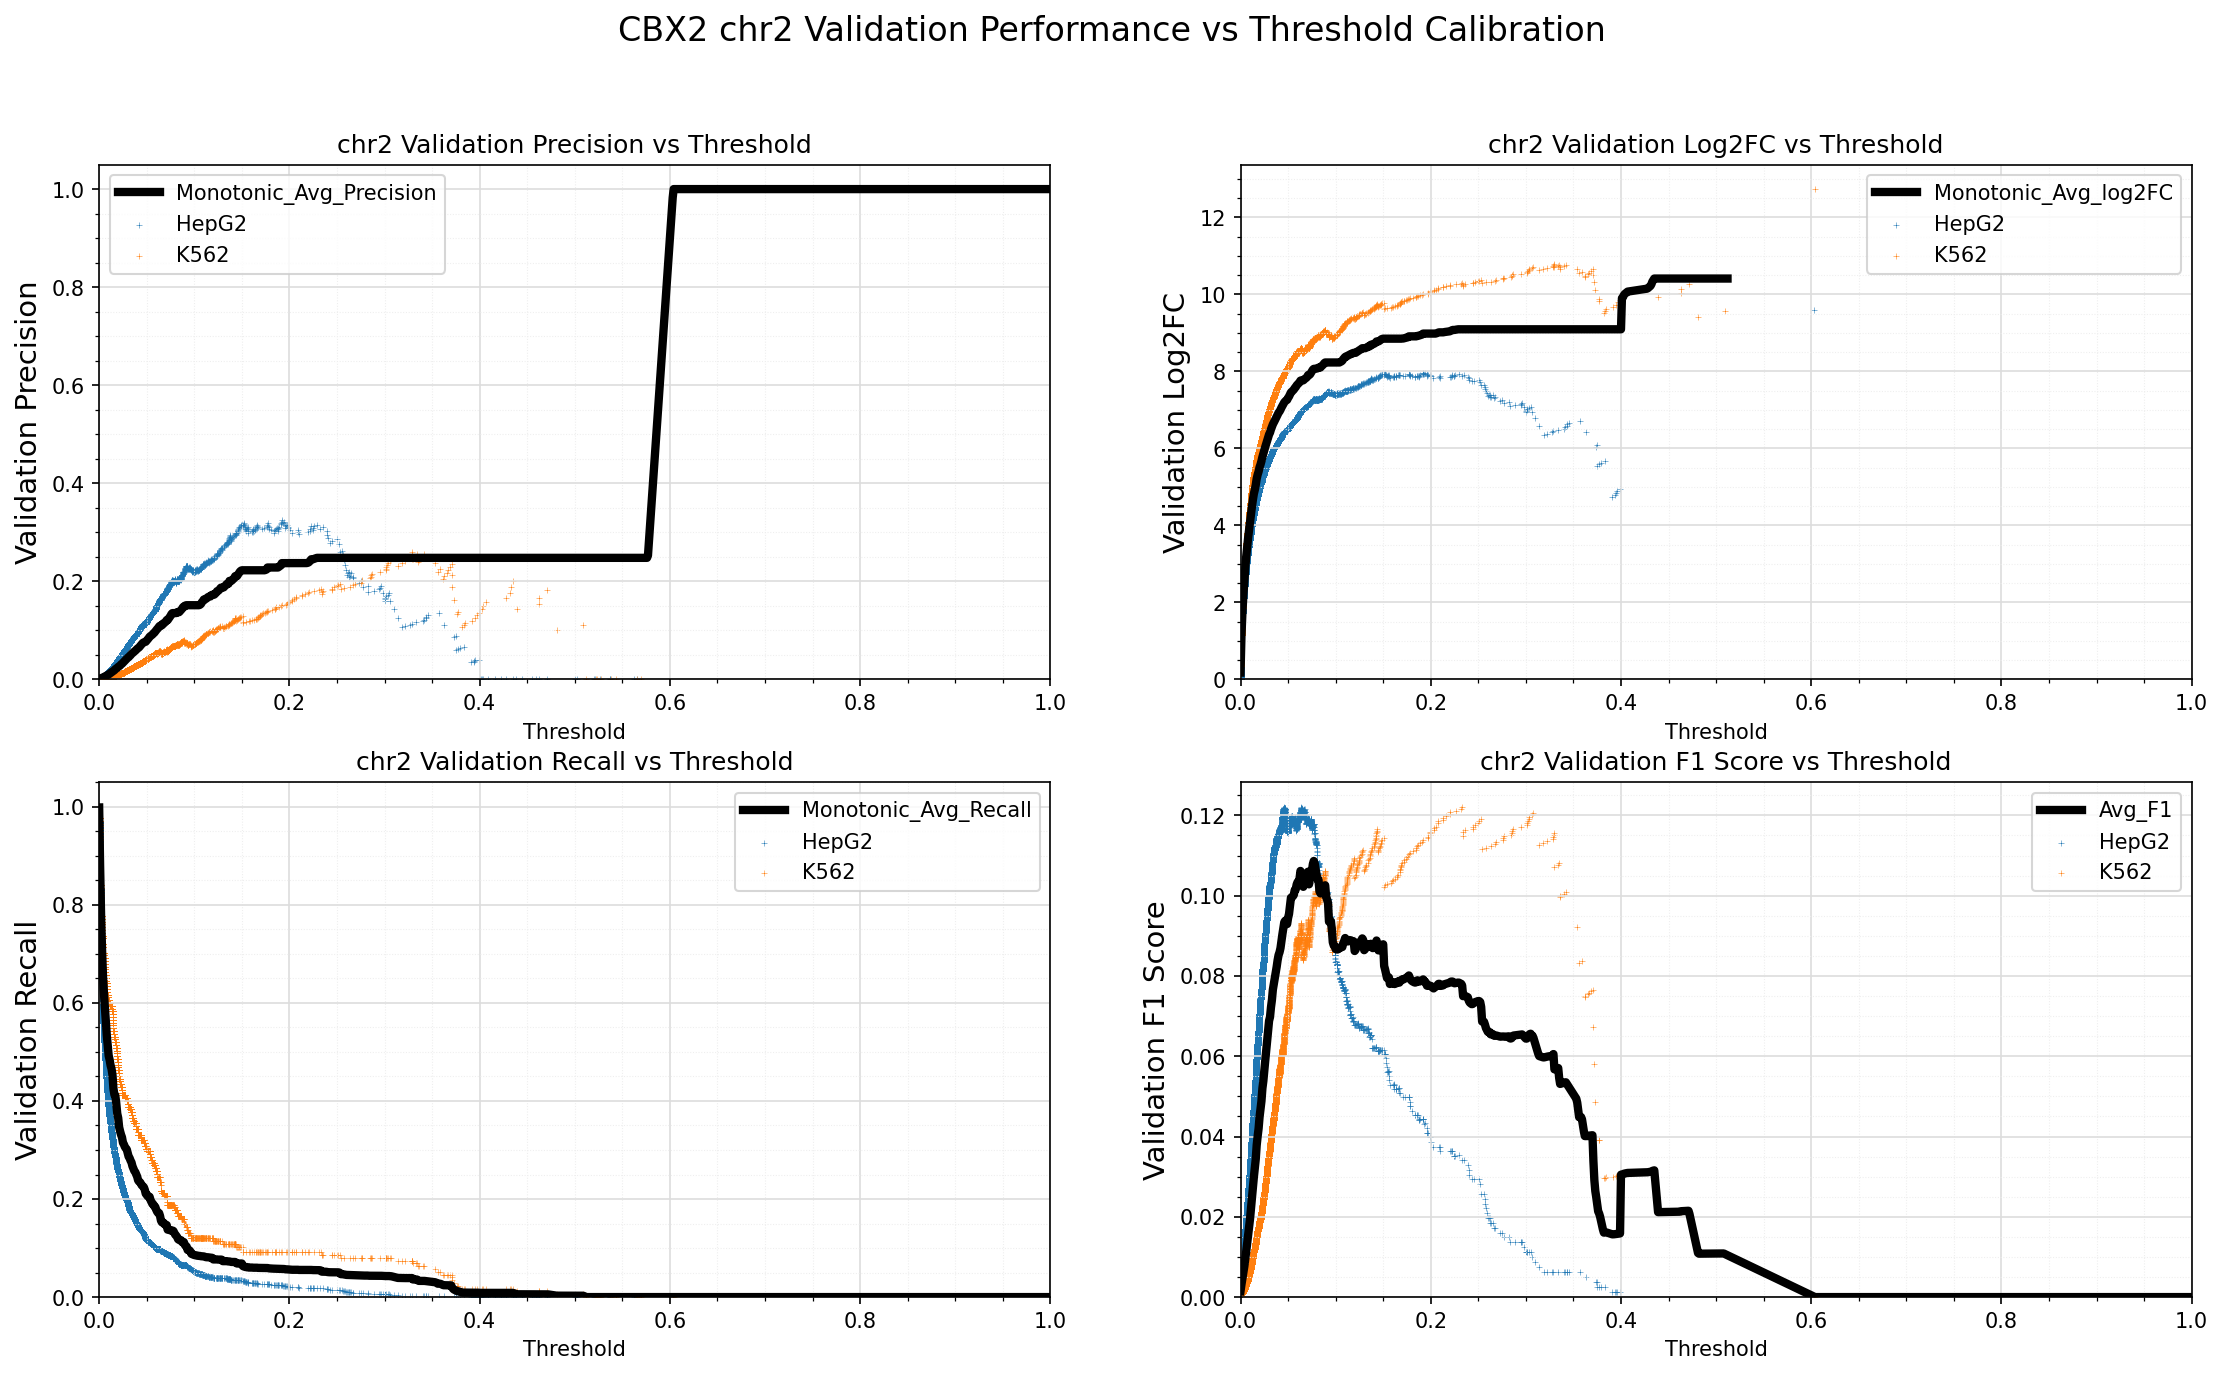 CBX2 chr2 Validation Performance vs Threshold Calibration
chr2 Validation Precision vs Threshold
Validation Precision
1.0
0.8
0.6
0.4
0.2
0.0
Monotonic_Avg_Precision
HepG2
K562
0.0 0.2 0.4 0.6 0.8 1.0
Threshold
chr2 Validation Log2FC vs Threshold
Validation Log2FC
12
10
8
6
4
2
0
Monotonic_Avg_log2FC
HepG2
K562
0.0 0.2 0.4 0.6 0.8 1.0
Threshold
chr2 Validation Recall vs Threshold
Validation Recall
1.0
0.8
0.6
0.4
0.2
0.0
Monotonic_Avg_Recall
HepG2
K562
0.0 0.2 0.4 0.6 0.8 1.0
Threshold
chr2 Validation F1 Score vs Threshold
Validation F1 Score
0.12
0.10
0.08
0.06
0.04
0.02
0.00
Avg_F1
HepG2
K562
0.0 0.2 0.4 0.6 0.8 1.0
Threshold